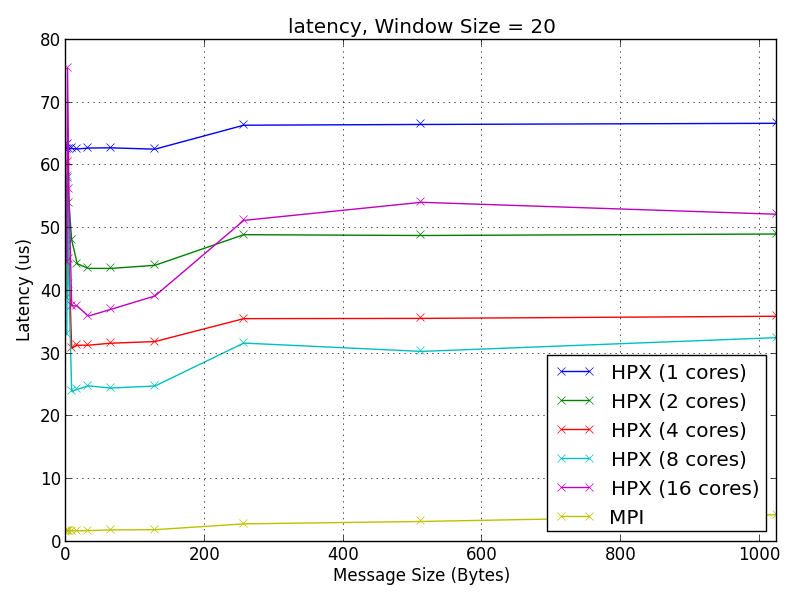 latency, Window Size = 20
80
70
60
50
40
30
20
10
0
Latency (us)
HPX (1 cores)
HPX (2 cores)
HPX (4 cores)
HPX (8 cores)
HPX (16 cores)
MPI
0 200 400 600 800 1000
Message Size (Bytes)